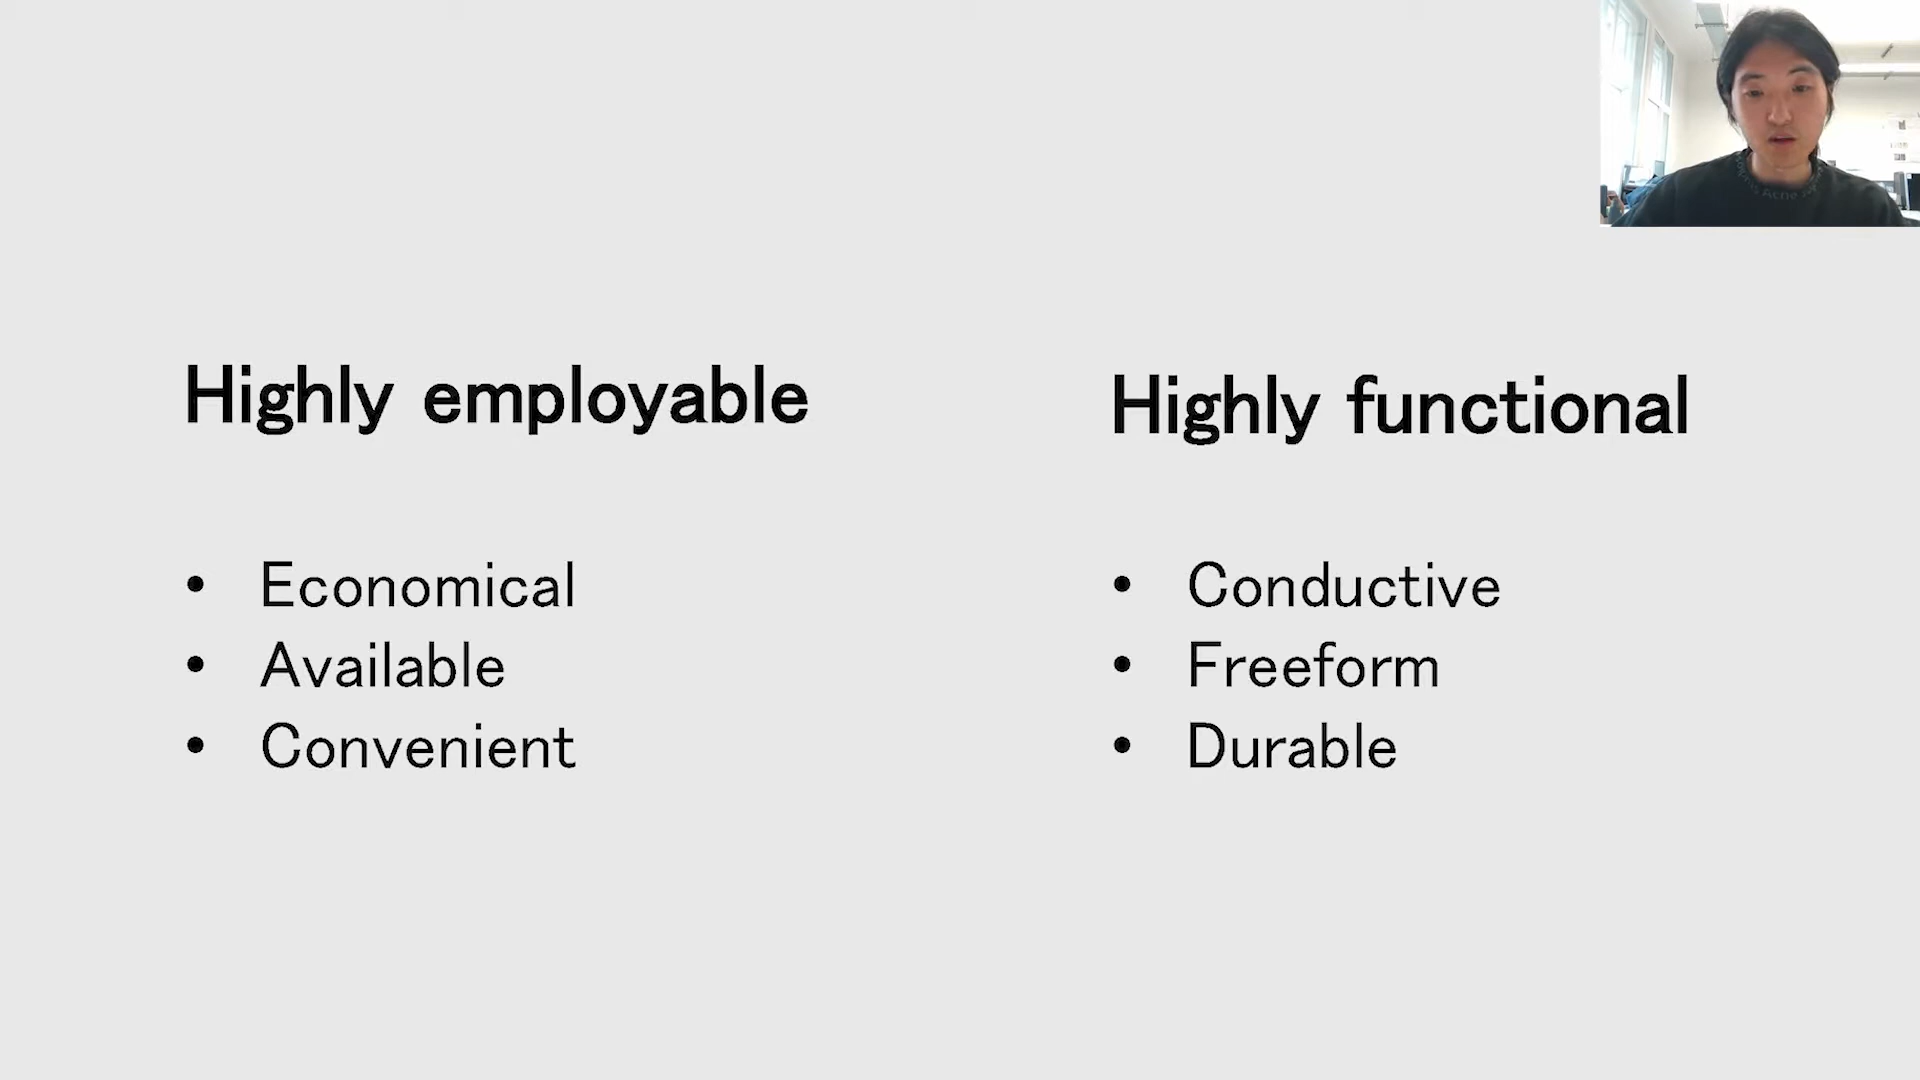 Highly employable
• Economical
• Available
• Convenient
Highly functional
• Conductive
• Freeform
• Durable